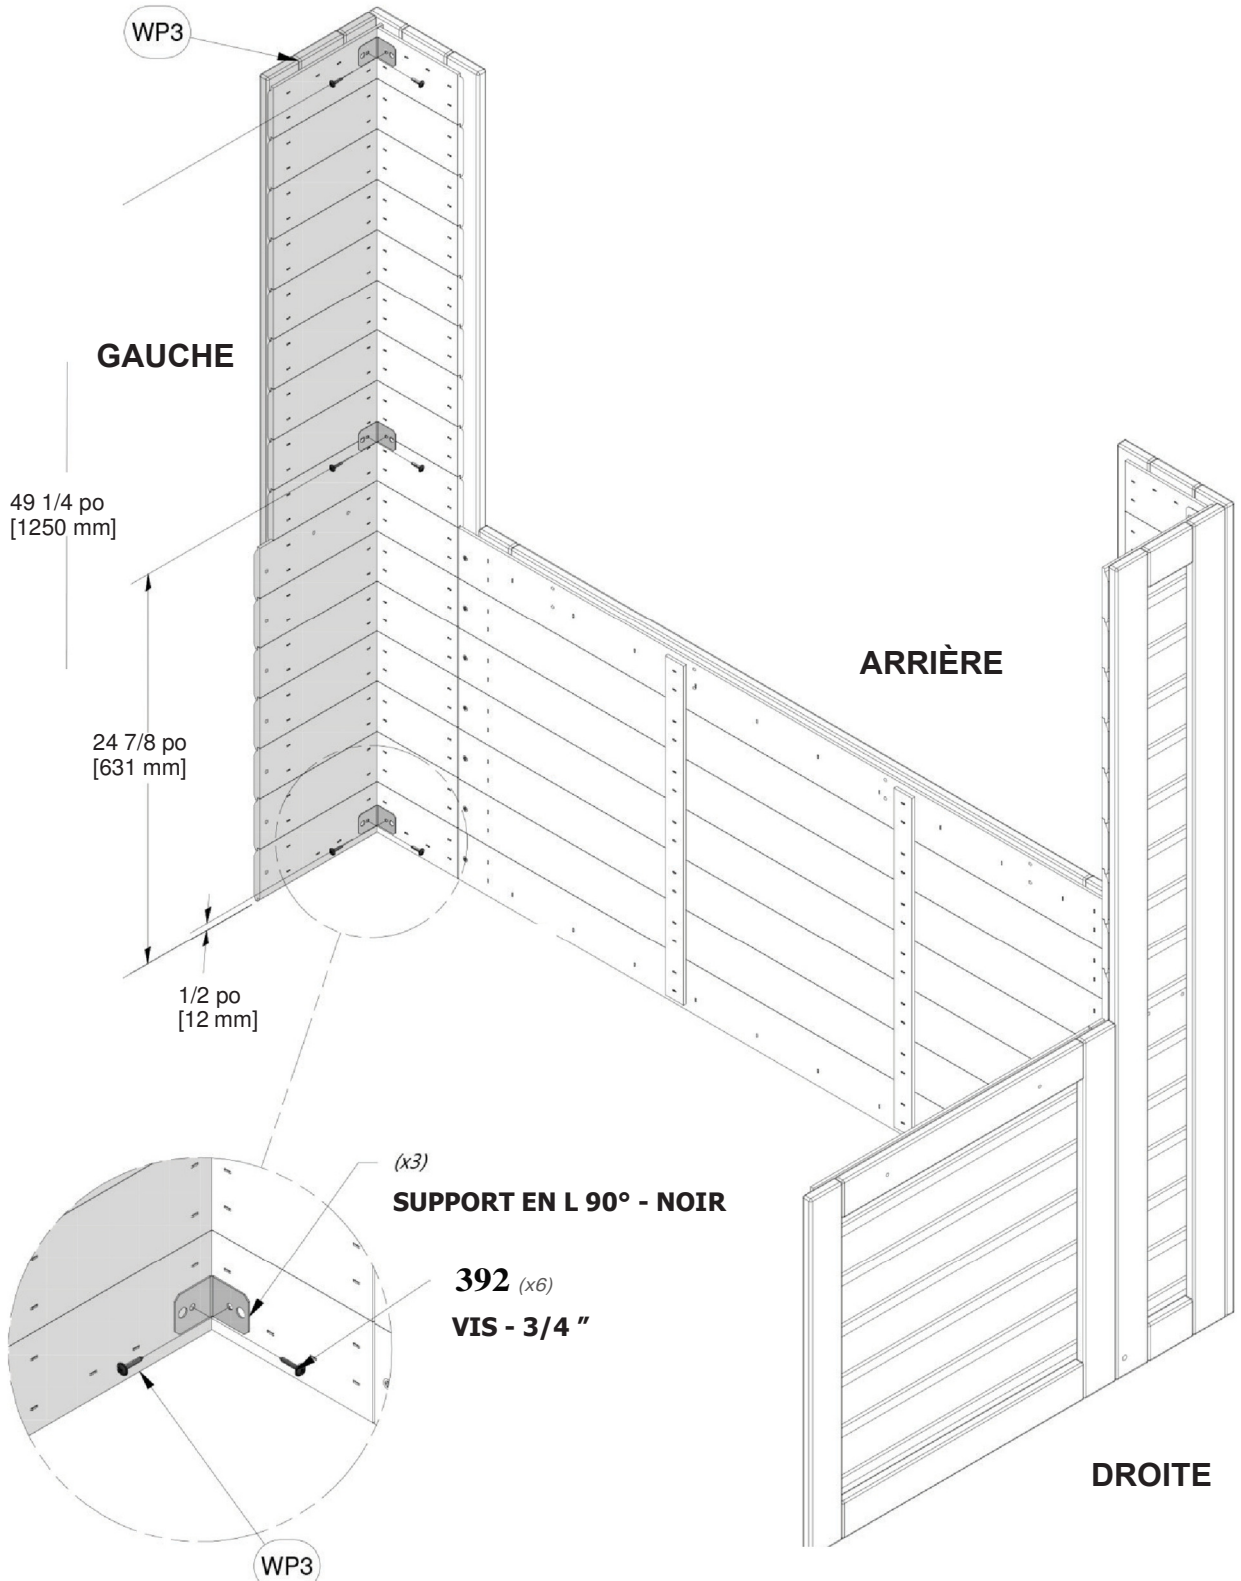 WP3
GAUCHE
49 1/4 po
[1250 mm]
ARRIÈRE
24 7/8 po
[631 mm]
1/2 po
[12 mm]
(x3)
SUPPORT EN L 90° - NOIR
392 (x6)
VIS - 3/4 "
DROITE
WP3